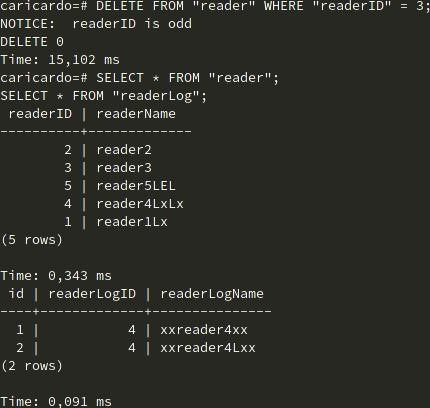 caricardo=# DELETE FROM "reader" WHERE "readerID" = 3;
NOTICE:  readerID is odd
DELETE 0
Time: 15,102 ms
caricardo=# SELECT * FROM "reader";
SELECT * FROM "readerLog";
 readerID | readerName
----------+------------
        2 | reader2
        3 | reader3
        5 | reader5LEL
        4 | reader4LxLx
        1 | reader1Lx
(5 rows)
Time: 0,343 ms
 id | readerLogID | readerLogName
----+-------------+---------------
  1 |           4 | xxreader4xx
  2 |           4 | xxreader4Lxx
(2 rows)
Time: 0,091 ms